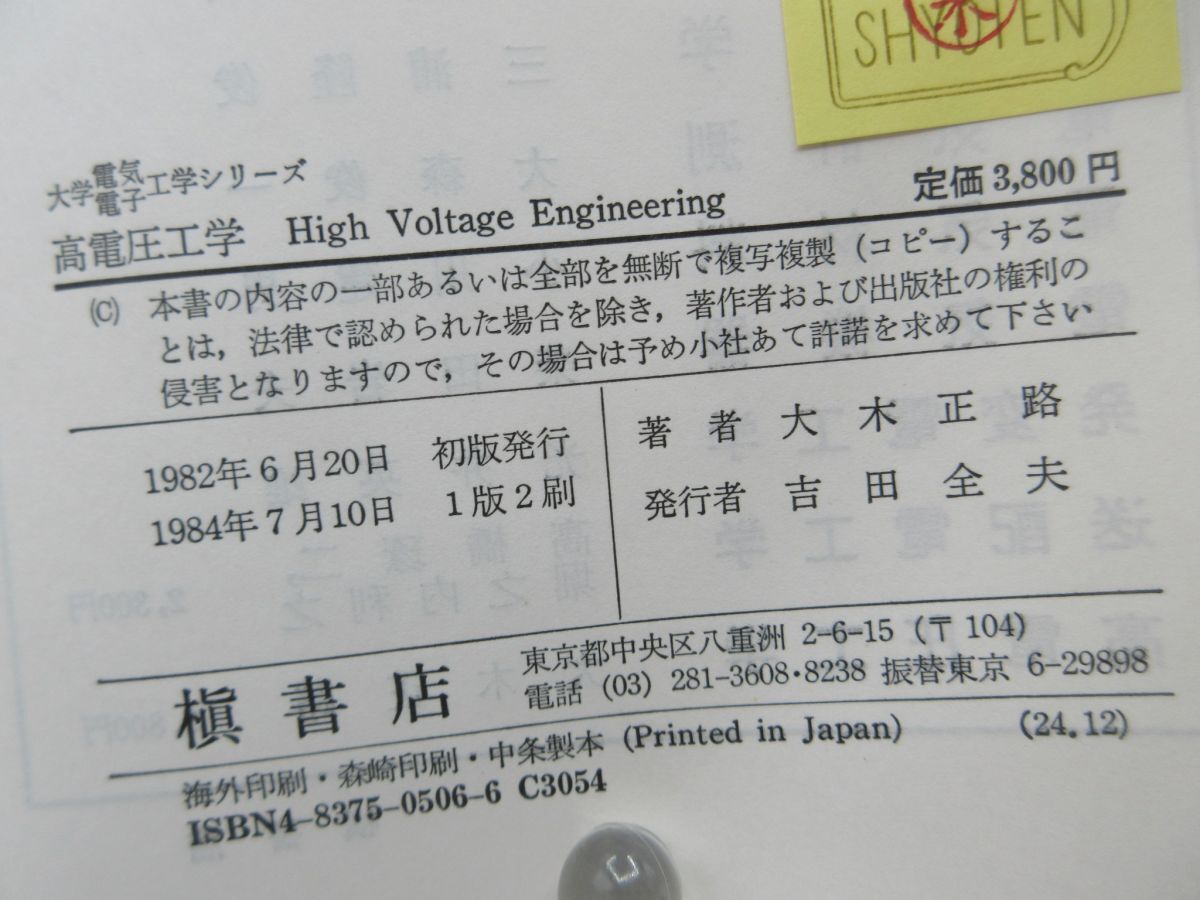 SHYOTEN
大学電気電子工学シリーズ
高電圧工学 High Voltage Engineering 定価 3,800 円
(C) 本書の内容の一部あるいは全部を無断で複写複製（コピー）するこ
とは，法律で認められた場合を除き，著作者および出版社の権利の
侵害となりますので，その場合は予め小社あて許諾を求めて下さい
1982年6月20日 初版発行
1984年7月10日 1版2刷
著者 大木正路
発行者 吉田全夫
槇書店
東京都中央区八重洲 2-6-15（〒104）
電話 (03) 281-3608・8238 振替東京 6-29898
海外印刷・森崎印刷・中条製本 (Printed in Japan) (24.12)
ISBN4-8375-0506-6 C3054